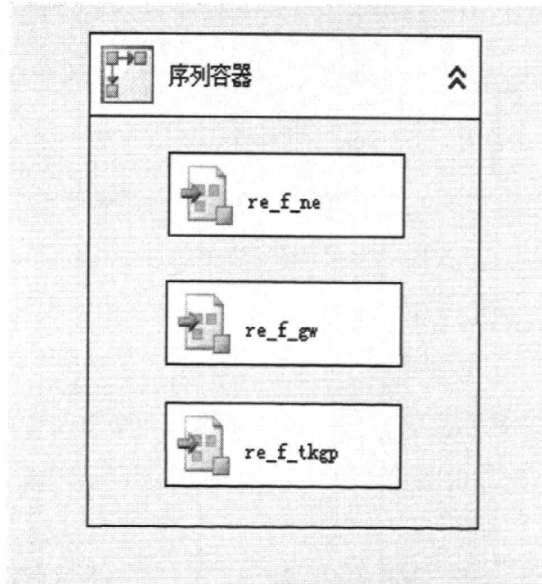 序列容器
re_f_ne
re_f_gw
re_f_tkgp